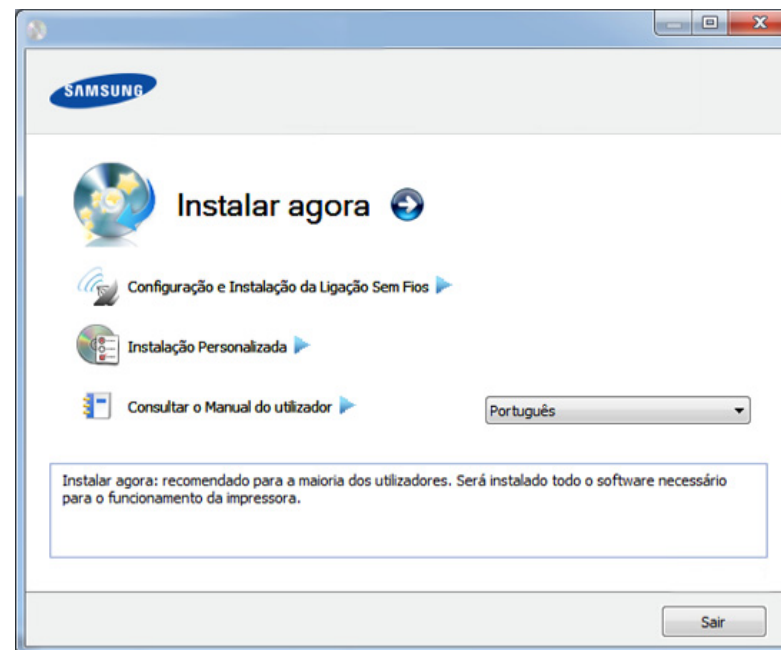 SAMSUNG
Instalar agora
Configuração e Instalação da Ligação Sem Fios
Instalação Personalizada
Consultar o Manual do utilizador
Português
Instalar agora: recomendado para a maioria dos utilizadores. Será instalado todo o software necessário
para o funcionamento da impressora.
Sair